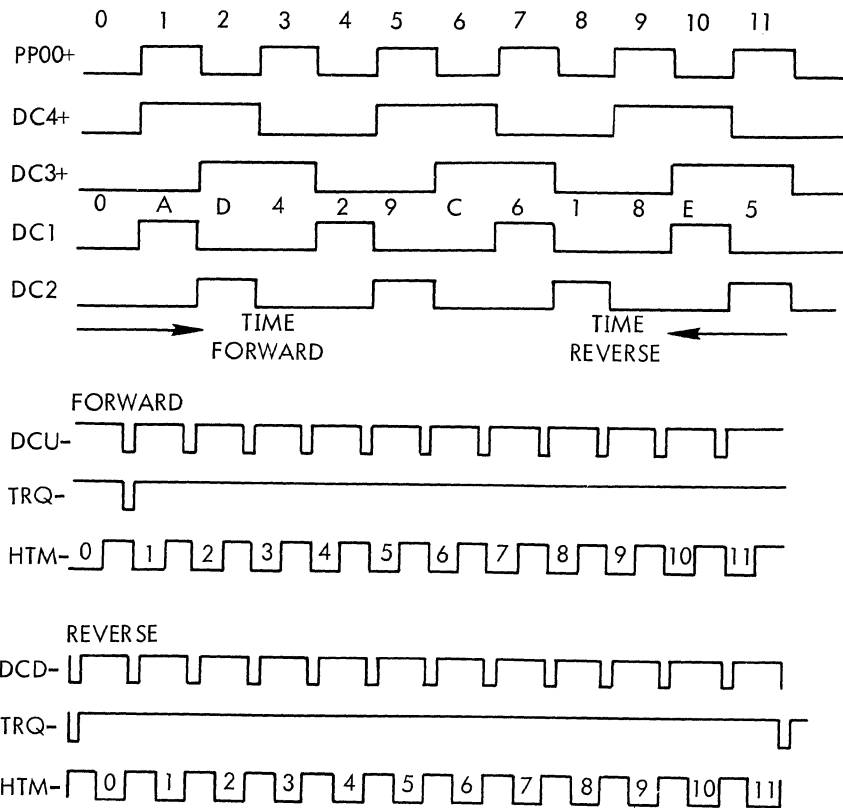 0 1 2 3 4 5 6 7 8 9 10 11
PP00+
DC4+
DC3+
0 A D 4 2 9 C 6 1 8 E 5
DC1
DC2
TIME FORWARD
TIME REVERSE
FORWARD
DCU-
TRQ-
HTM- 0 1 2 3 4 5 6 7 8 9 10 11
REVERSE
DCD-
TRQ-
HTM- 0 1 2 3 4 5 6 7 8 9 10 11